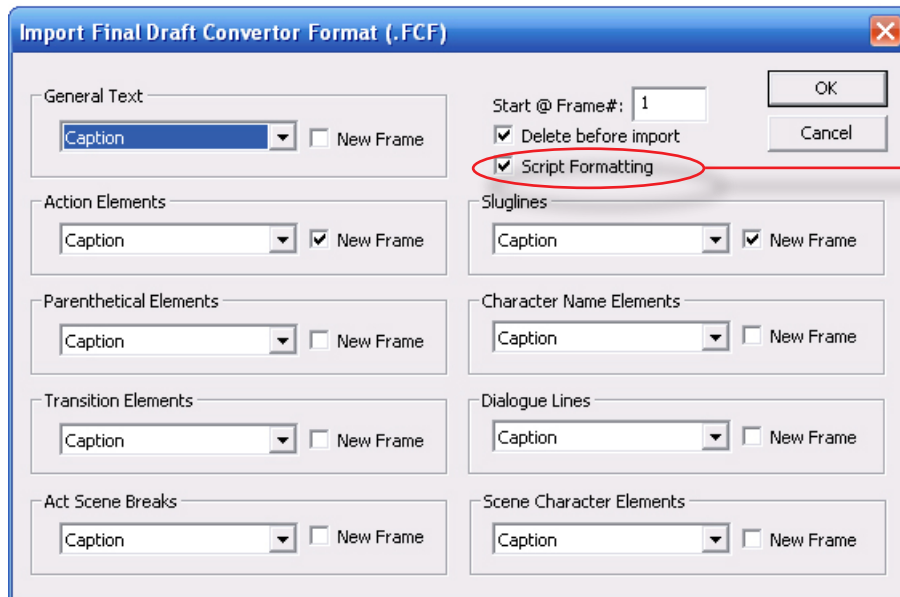 Import Final Draft Convertor Format (.FCF)
General Text
Caption
New Frame
Start @ Frame#: 1
Delete before import
Script Formatting
OK
Cancel
Action Elements
Caption
New Frame
Sluglines
Caption
New Frame
Parenthetical Elements
Caption
New Frame
Character Name Elements
Caption
New Frame
Transition Elements
Caption
New Frame
Dialogue Lines
Caption
New Frame
Act Scene Breaks
Caption
New Frame
Scene Character Elements
Caption
New Frame